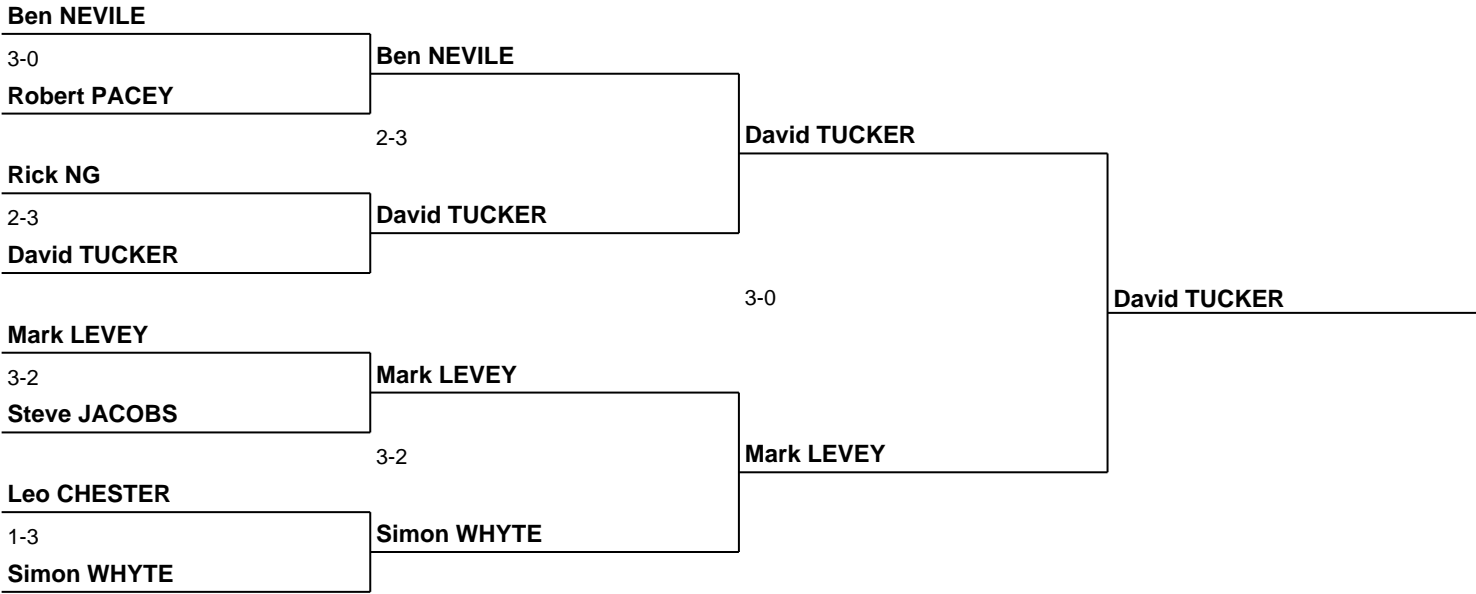 Ben NEVILE
3-0
Ben NEVILE
Robert PACEY
2-3
David TUCKER
Rick NG
2-3
David TUCKER
David TUCKER
3-0
David TUCKER
Mark LEVEY
3-2
Mark LEVEY
Steve JACOBS
3-2
Mark LEVEY
Leo CHESTER
1-3
Simon WHYTE
Simon WHYTE